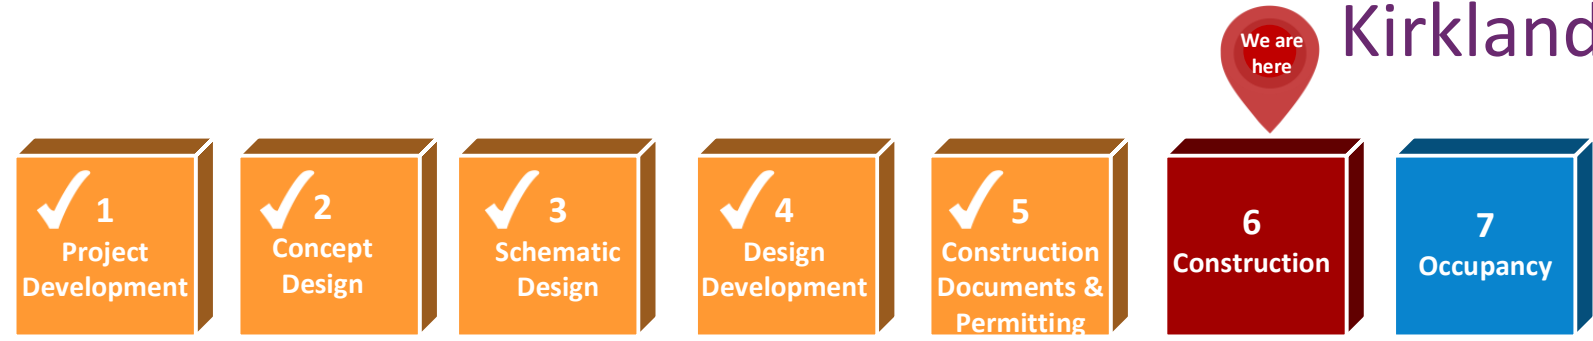 We are
here
Kirkland
1
Project
Development
2
Concept
Design
3
Schematic
Design
4
Design
Development
5
Construction
Documents &
Permitting
6
Construction
7
Occupancy